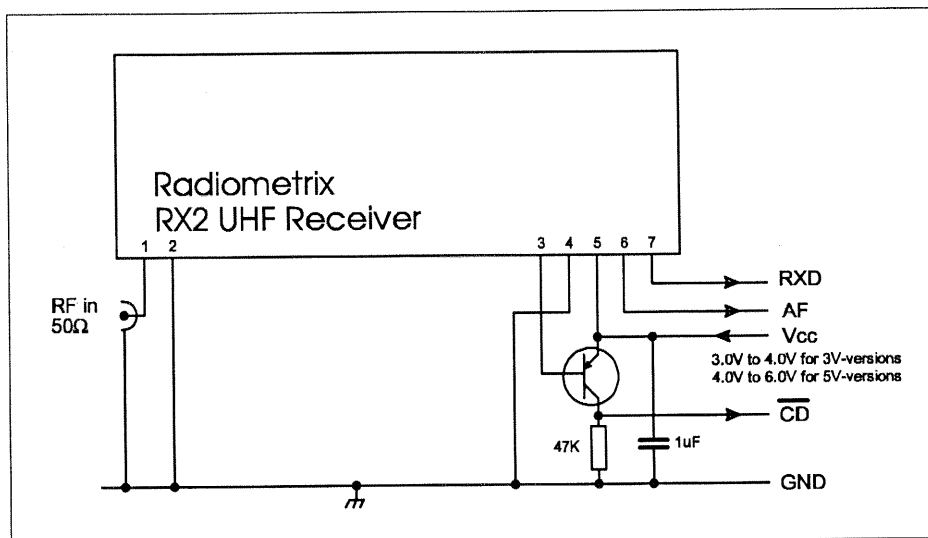 Radiometrix
RX2 UHF Receiver
1 2 3 4 5 6 7
RF in
50Ω
RXD
AF
Vcc
3.0V to 4.0V for 3V-versions
4.0V to 6.0V for 5V-versions
CD
47K
1uF
GND